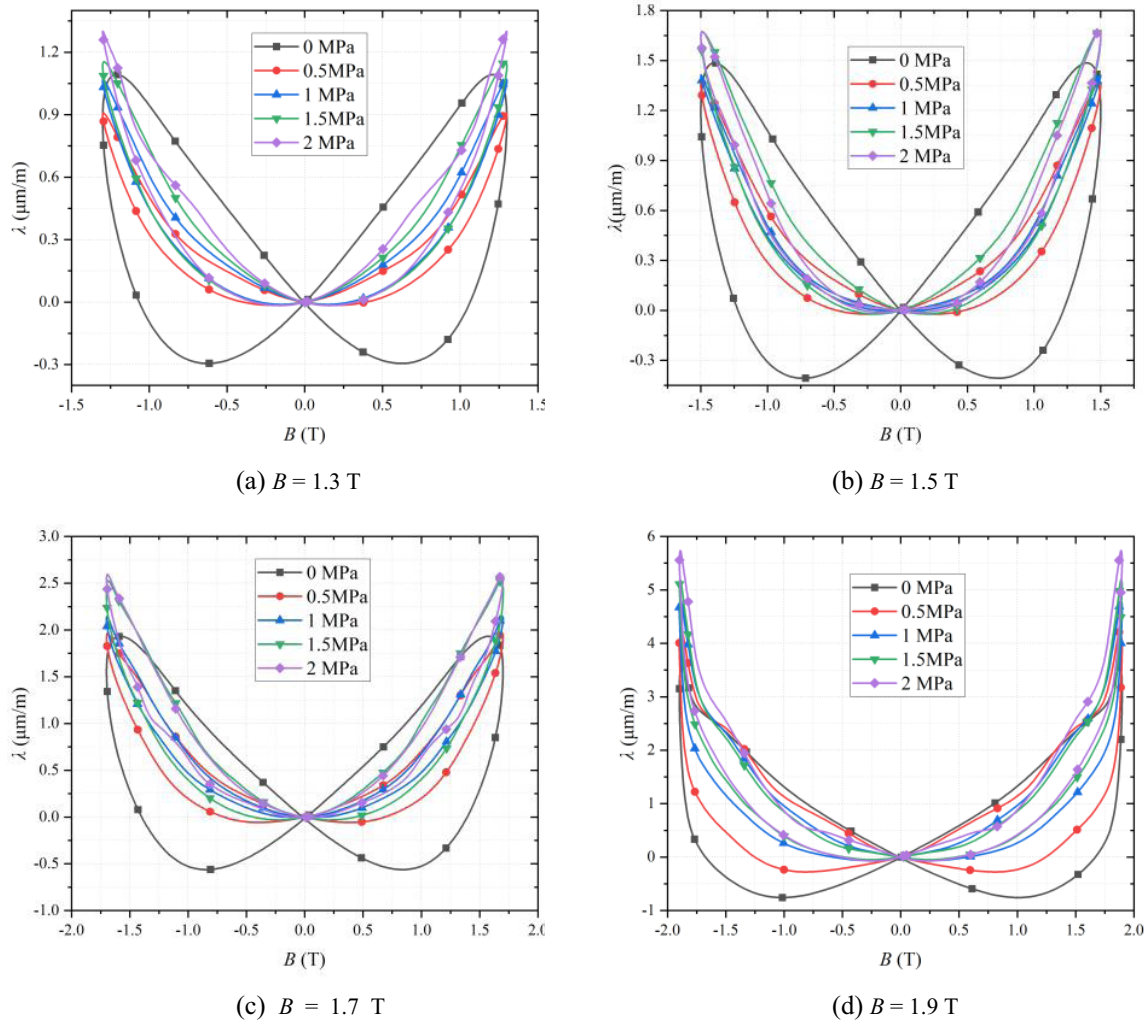 1.2
0.9
0.6
0.3
0.0
-0.3
λ (μm/m)
0 MPa
0.5MPa
1 MPa
1.5MPa
2 MPa
-1.5 -1.0 -0.5 0.0 0.5 1.0 1.5
B (T)
(a) B = 1.3 T
1.8
1.5
1.2
0.9
0.6
0.3
0.0
-0.3
λ(μm/m)
0 MPa
0.5MPa
1 MPa
1.5MPa
2 MPa
-1.5 -1.0 -0.5 0.0 0.5 1.0 1.5
B (T)
(b) B = 1.5 T
3.0
2.5
2.0
1.5
1.0
0.5
0.0
-0.5
-1.0
λ (μm/m)
0 MPa
0.5MPa
1 MPa
1.5MPa
2 MPa
-2.0 -1.5 -1.0 -0.5 0.0 0.5 1.0 1.5 2.0
B (T)
(c) B = 1.7 T
6
5
4
3
2
1
0
-1
λ (μm/m)
0 MPa
0.5MPa
1 MPa
1.5MPa
2 MPa
-2.0 -1.5 -1.0 -0.5 0.0 0.5 1.0 1.5 2.0
B (T)
(d) B = 1.9 T